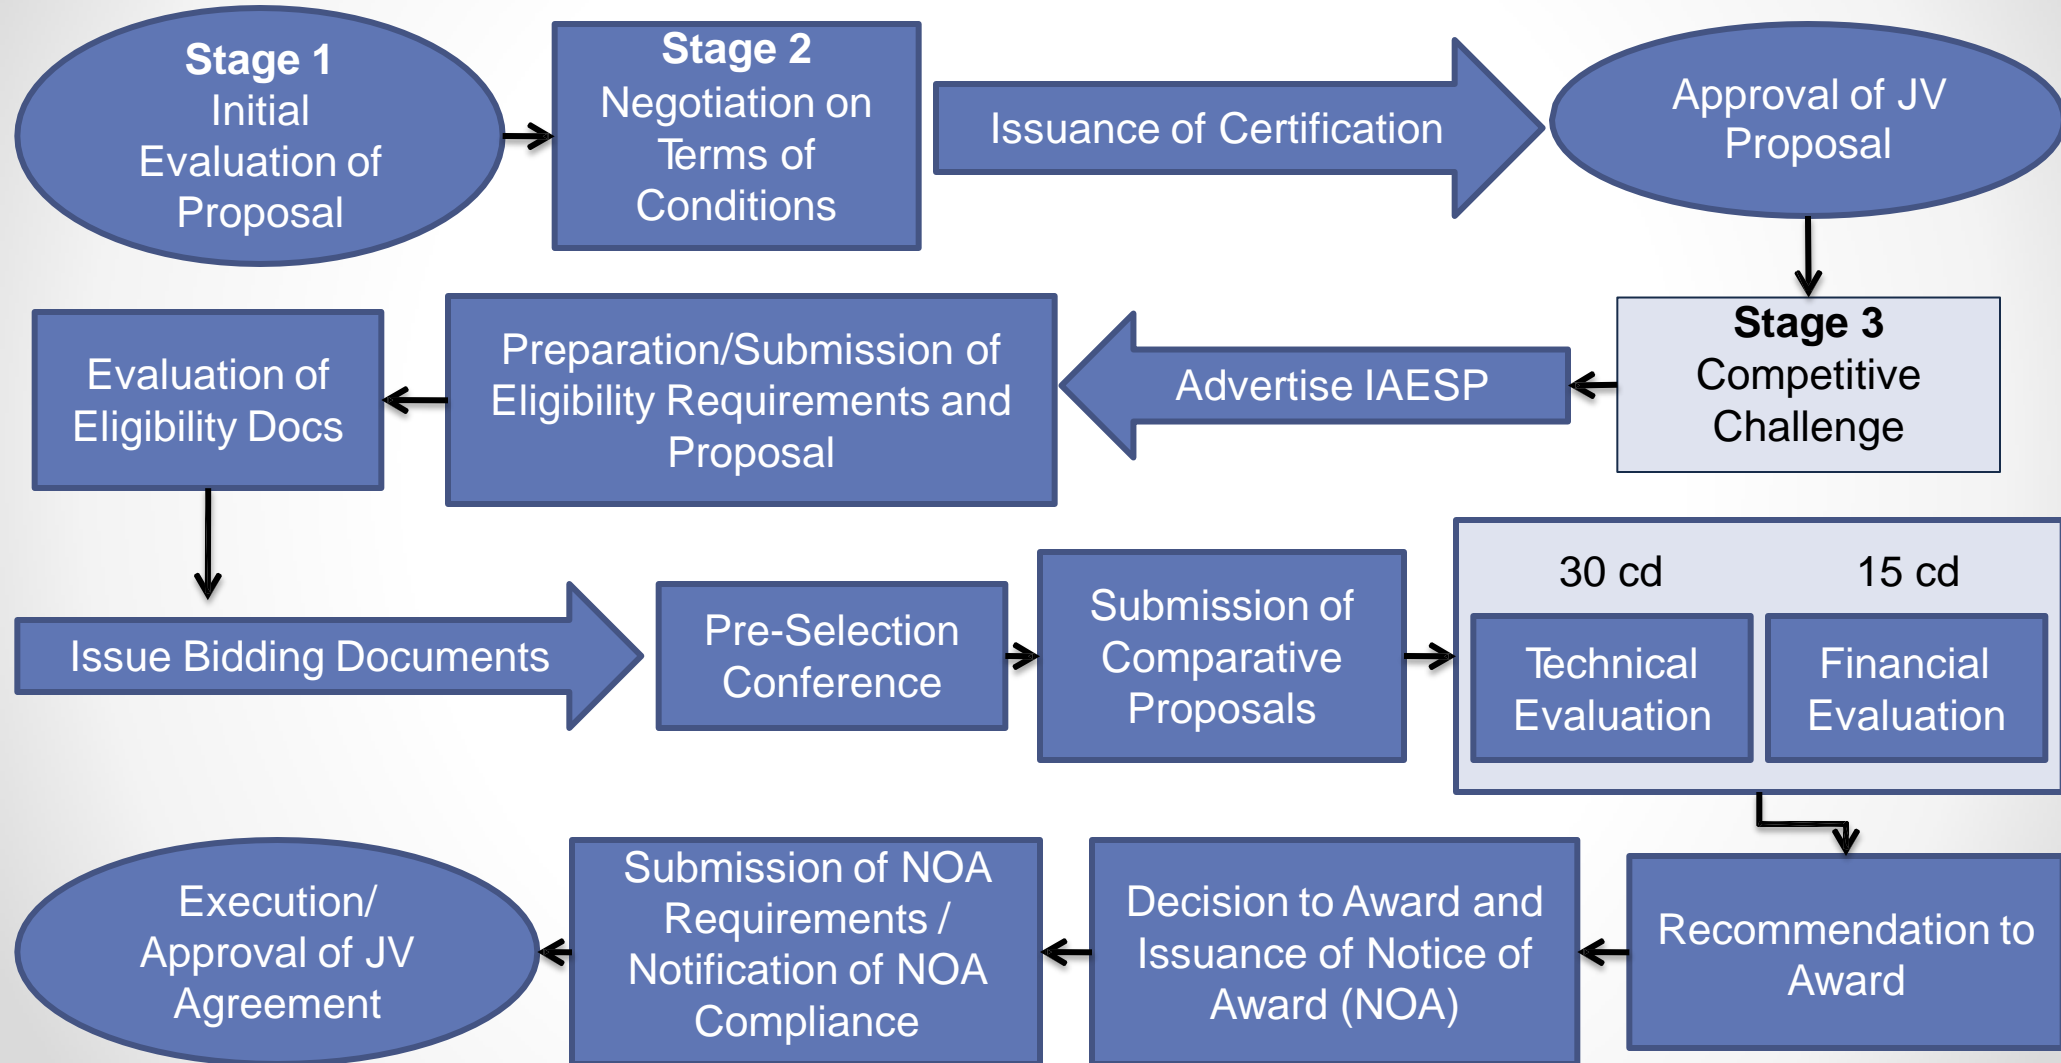 Stage 1
Initial
Evaluation of
Proposal
Stage 2
Negotiation on
Terms of
Conditions
Issuance of Certification
Approval of JV
Proposal
Stage 3
Competitive
Challenge
Advertise IAESP
Preparation/Submission of
Eligibility Requirements and
Proposal
Evaluation of
Eligibility Docs
Issue Bidding Documents
Pre-Selection
Conference
Submission of
Comparative
Proposals
30 cd
Technical
Evaluation
15 cd
Financial
Evaluation
Recommendation to
Award
Decision to Award and
Issuance of Notice of
Award (NOA)
Submission of NOA
Requirements /
Notification of NOA
Compliance
Execution/
Approval of JV
Agreement